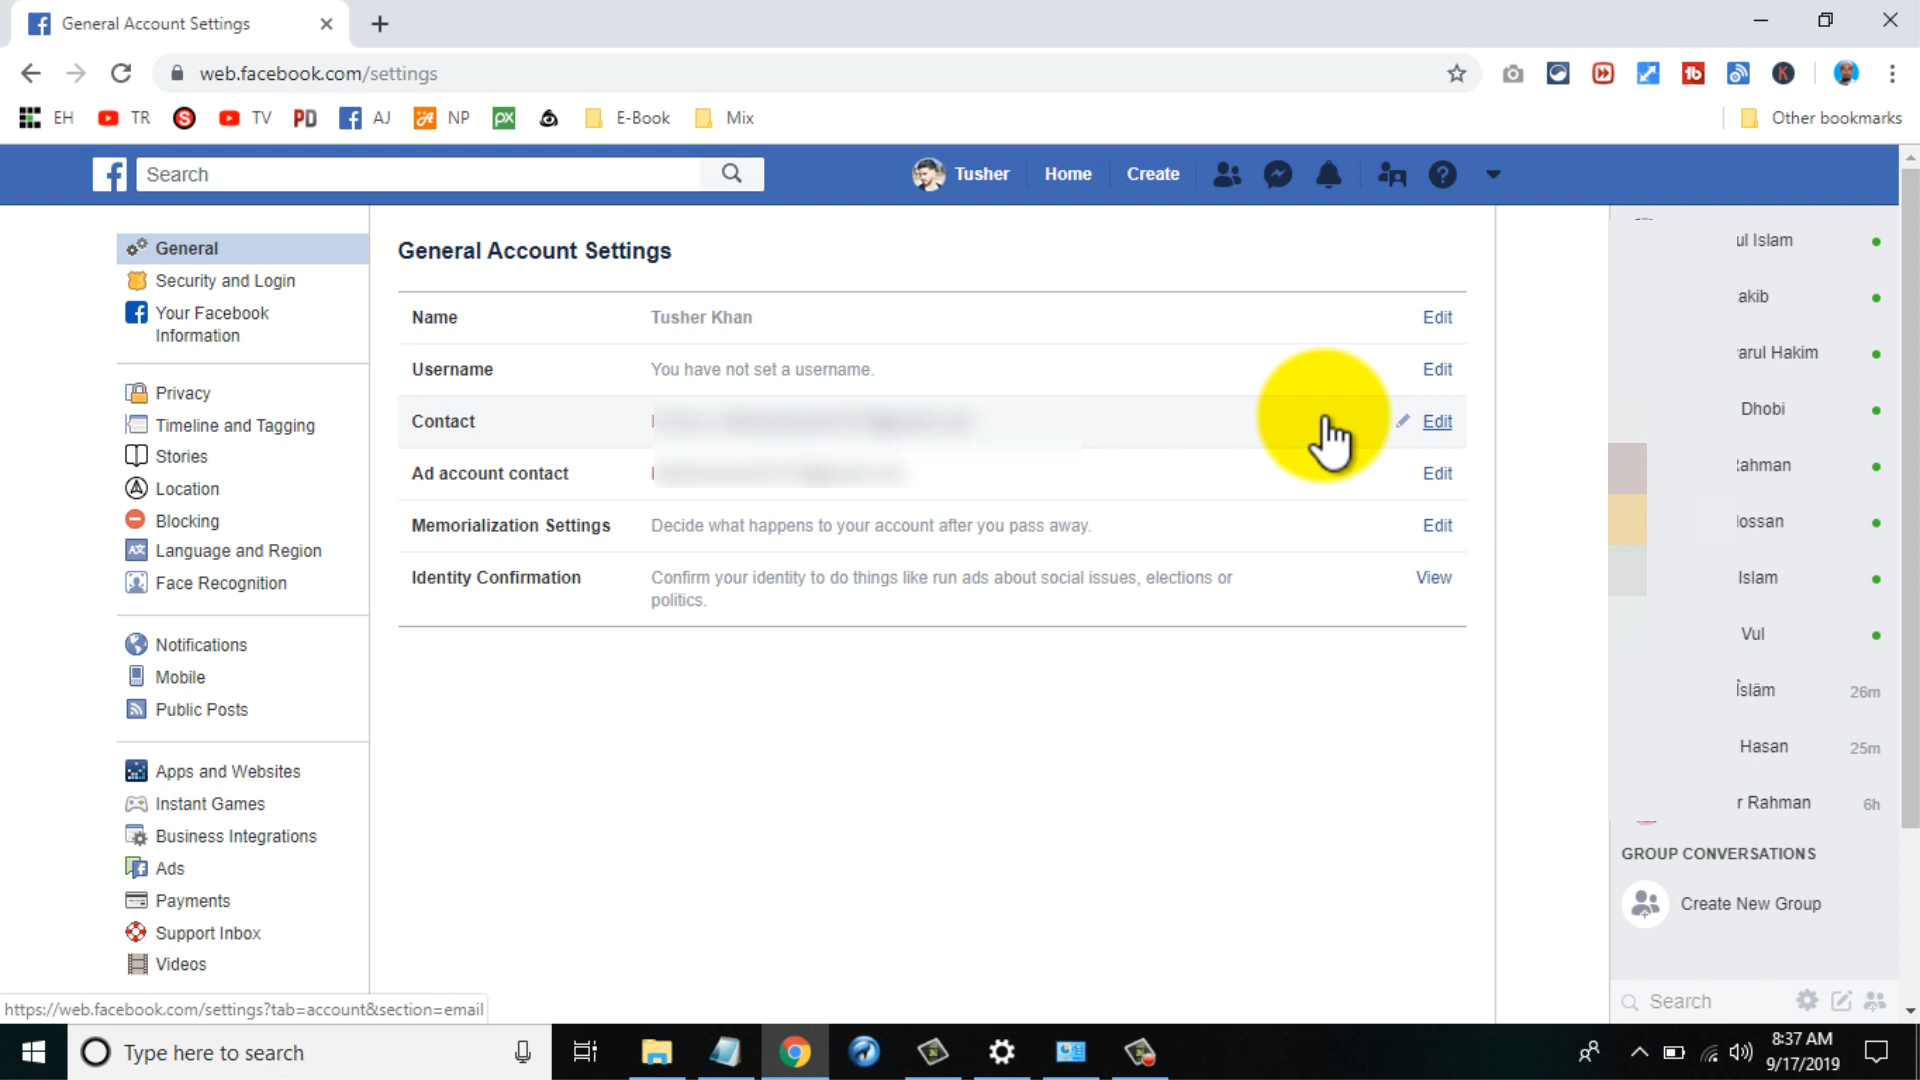 General Account Settings
web.facebook.com/settings
EH TR TV PD AJ NP px E-Book Mix Other bookmarks
Search
Tusher Home Create
General
Security and Login
Your Facebook
Information
Privacy
Timeline and Tagging
Stories
Location
Blocking
Language and Region
Face Recognition
Notifications
Mobile
Public Posts
Apps and Websites
Instant Games
Business Integrations
Ads
Payments
Support Inbox
Videos
General Account Settings
Name Tusher Khan Edit
Username You have not set a username. Edit
Contact Edit
Ad account contact Edit
Memorialization Settings Decide what happens to your account after you pass away. Edit
Identity Confirmation Confirm your identity to do things like run ads about social issues, elections or View
politics.
ul Islam
akib
arul Hakim
Dhobi
Rahman
Islam
Vul
Îsläm 26m
Hasan 25m
r Rahman 6h
GROUP CONVERSATIONS
Create New Group
Search
https://web.facebook.com/settings?tab=account&section=email
Type here to search
8:37 AM
9/17/2019